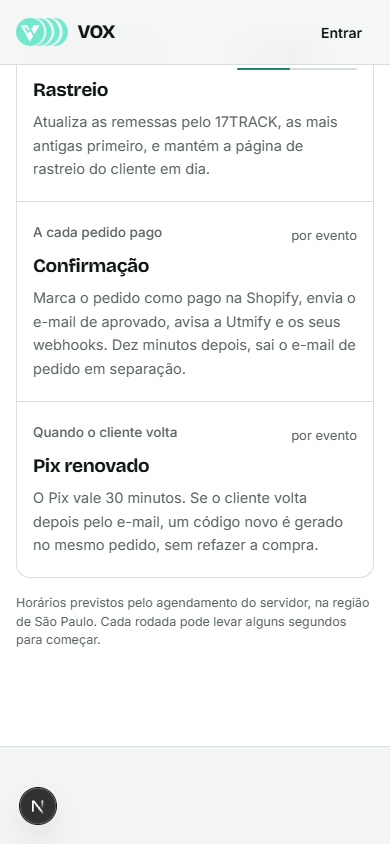 VOX
Entrar
Rastreio
Atualiza as remessas pelo 17TRACK, as mais
antigas primeiro, e mantém a página de
rastreio do cliente em dia.
A cada pedido pago
por evento
Confirmação
Marca o pedido como pago na Shopify, envia o
e-mail de aprovado, avisa a Utmify e os seus
webhooks. Dez minutos depois, sai o e-mail de
pedido em separação.
Quando o cliente volta
por evento
Pix renovado
O Pix vale 30 minutos. Se o cliente volta
depois pelo e-mail, um código novo é gerado
no mesmo pedido, sem refazer a compra.
Horários previstos pelo agendamento do servidor, na região
de São Paulo. Cada rodada pode levar alguns segundos
para começar.
N